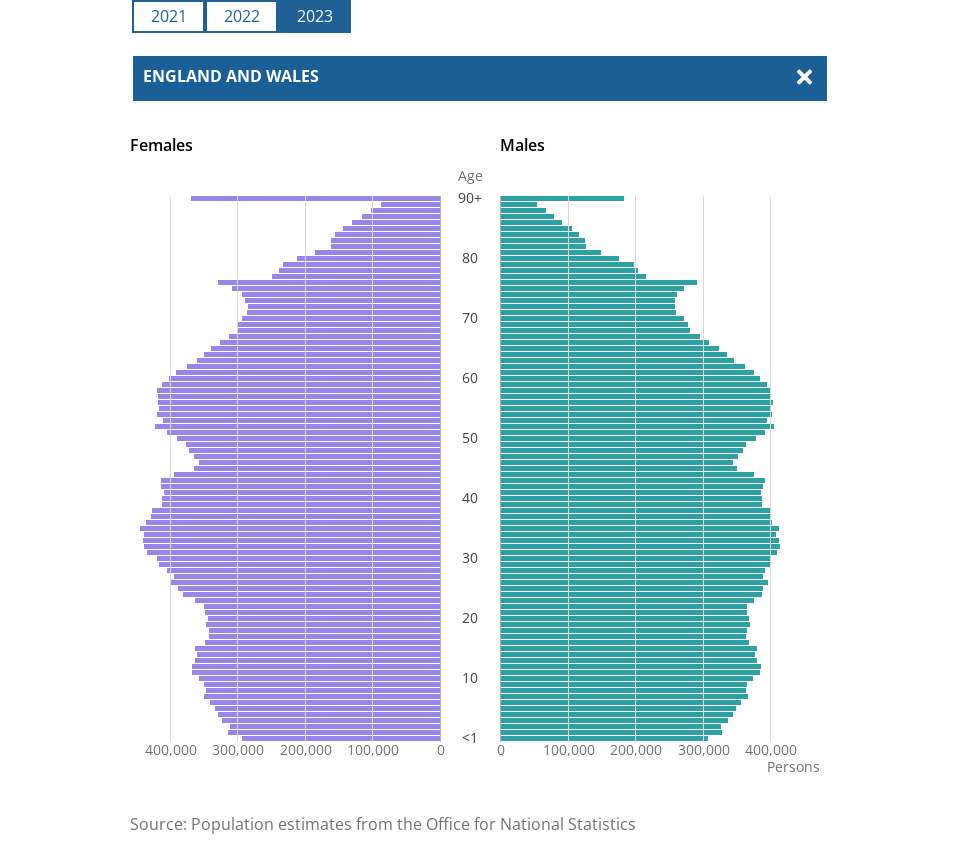 2021 2022 2023
ENGLAND AND WALES
Females Males
Age
90+
80
70
60
50
40
30
20
10
<1
400,000 300,000 200,000 100,000 0 0 100,000 200,000 300,000 400,000
Persons
Source: Population estimates from the Office for National Statistics